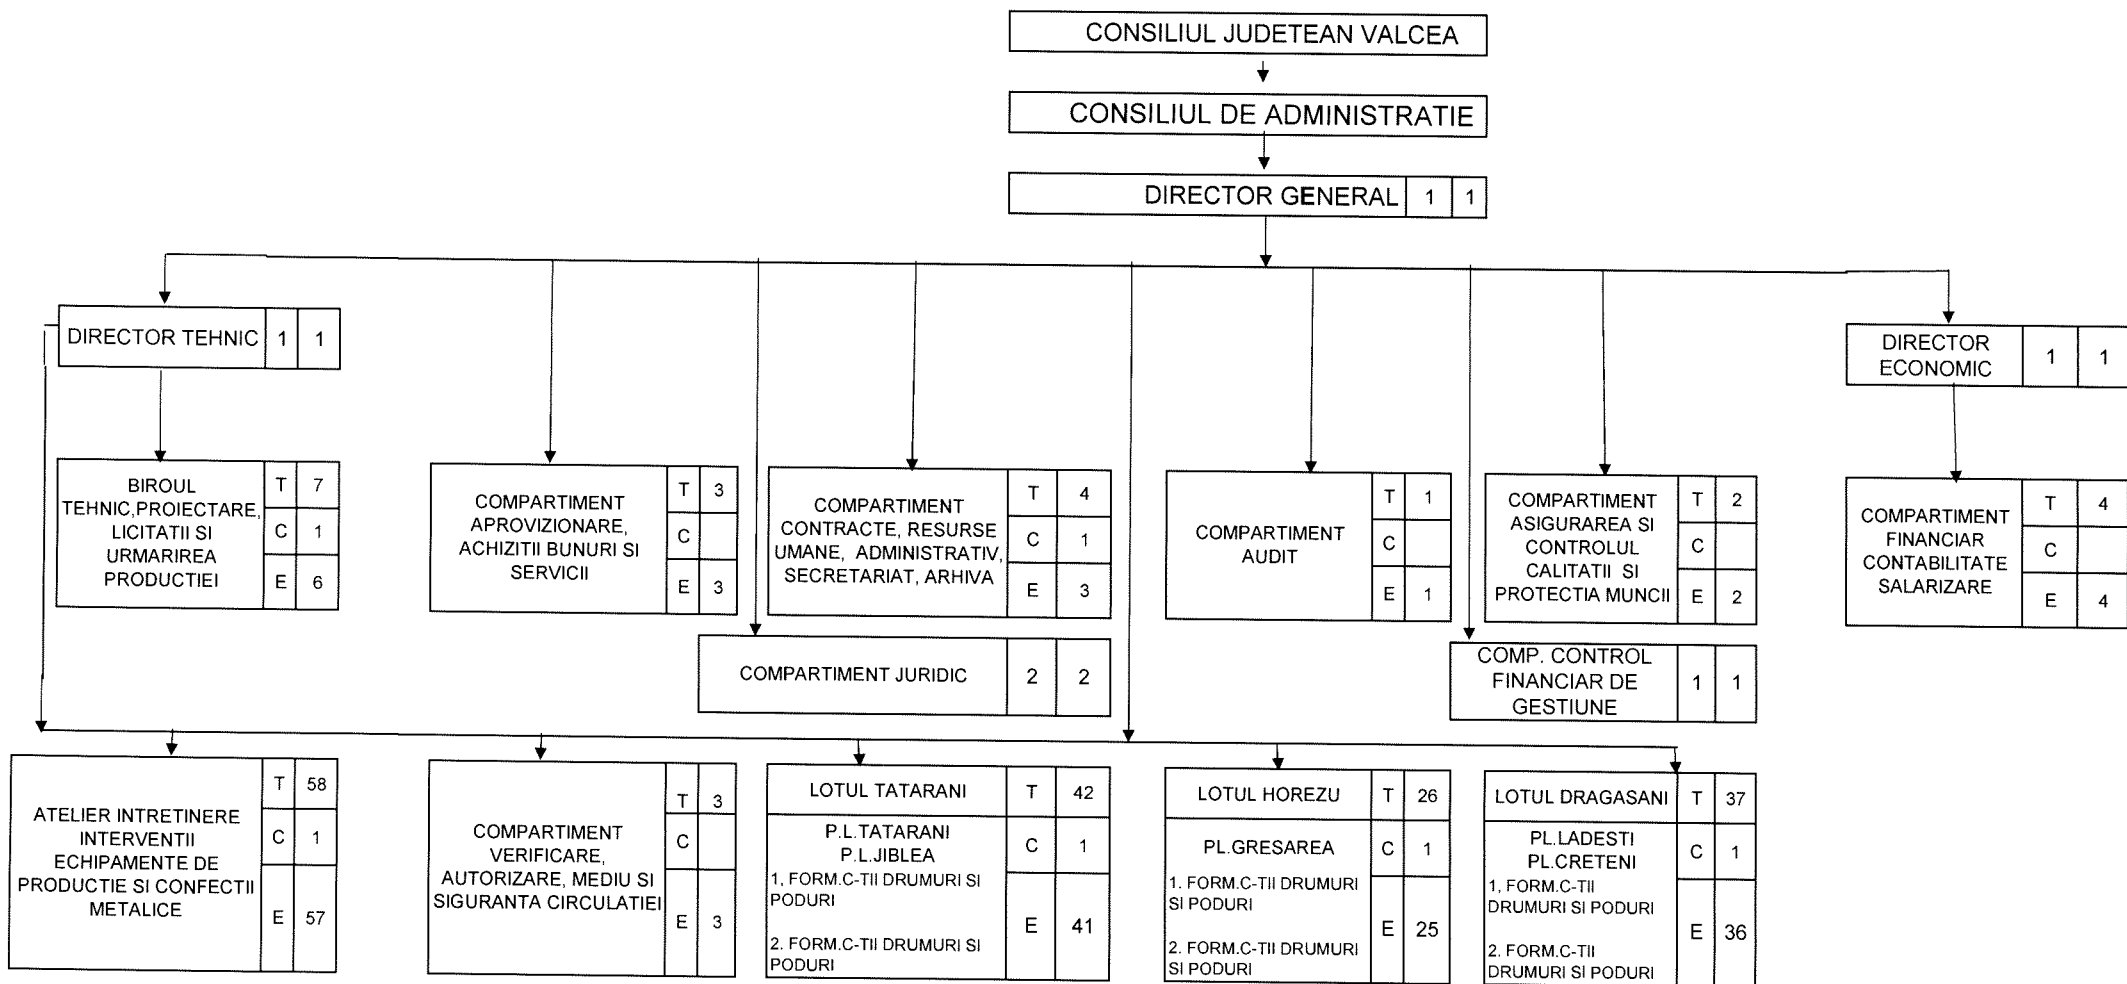 CONSILIUL JUDETEAN VALCEA
CONSILIUL DE ADMINISTRATIE
DIRECTOR GENERAL 1 1
DIRECTOR TEHNIC 1 1
DIRECTOR
ECONOMIC
1 1
BIROUL
TEHNIC,PROIECTARE,
LICITATII SI
URMARIREA
PRODUCTIEI
T 7
C 1
E 6
COMPARTIMENT
APROVIZIONARE,
ACHIZITII BUNURI SI
SERVICII
T 3
C
E 3
COMPARTIMENT
CONTRACTE, RESURSE
UMANE, ADMINISTRATIV,
SECRETARIAT, ARHIVA
T 4
C 1
E 3
COMPARTIMENT
AUDIT
T 1
C
E 1
COMPARTIMENT
ASIGURAREA SI
CONTROLUL
CALITATII SI
PROTECTIA MUNCII
T 2
C
E 2
COMPARTIMENT
FINANCIAR
CONTABILITATE
SALARIZARE
T 4
C
E 4
COMPARTIMENT JURIDIC 2 2
COMP. CONTROL
FINANCIAR DE
GESTIUNE
1 1
ATELIER INTRETINERE
INTERVENTII
ECHIPAMENTE DE
PRODUCTIE SI CONFECTII
METALICE
T 58
C 1
E 57
COMPARTIMENT
VERIFICARE,
AUTORIZARE, MEDIU SI
SIGURANTA CIRCULATIEI
T 3
C
E 3
LOTUL TATARANI T 42
P.L.TATARANI
P.L.JIBLEA
C 1
1, FORM.C-TII DRUMURI SI
PODURI
2. FORM.C-TII DRUMURI SI
PODURI
E 41
LOTUL HOREZU T 26
PL.GRESAREA C 1
1. FORM.C-TII DRUMURI
SI PODURI
2. FORM.C-TII DRUMURI
SI PODURI
E 25
LOTUL DRAGASANI T 37
PL.LADESTI
PL.CRETENI
C 1
1, FORM.C-TII
DRUMURI SI PODURI
2. FORM.C-TII
DRUMURI SI PODURI
E 36